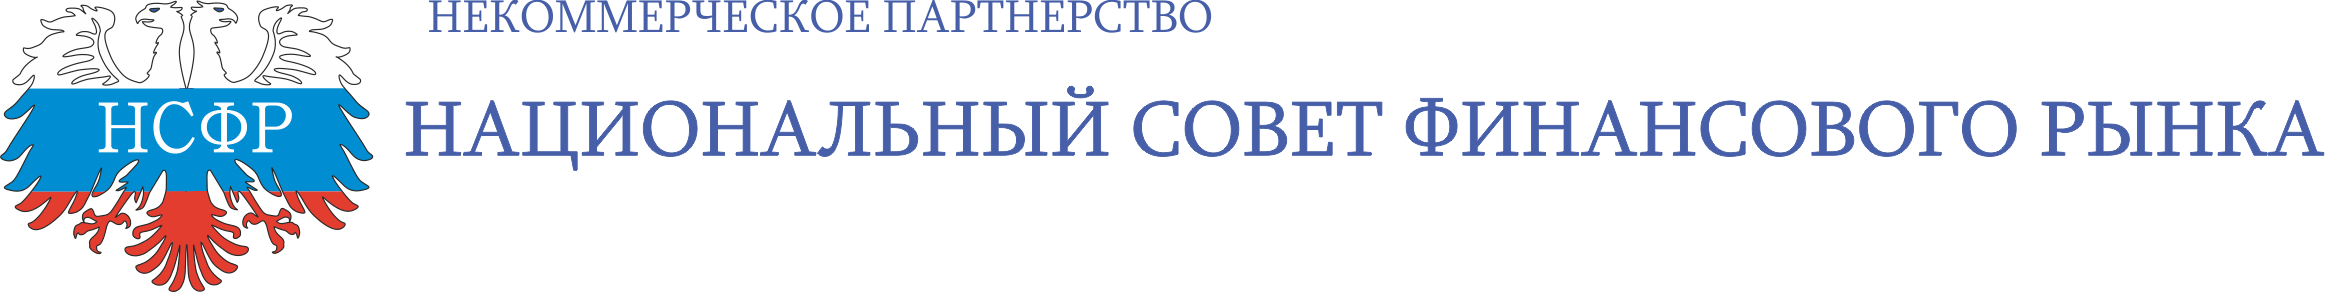 НЕКОММЕРЧЕСКОЕ ПАРТНЕРСТВО
НСФР
НАЦИОНАЛЬНЫЙ СОВЕТ ФИНАНСОВОГО РЫНКА